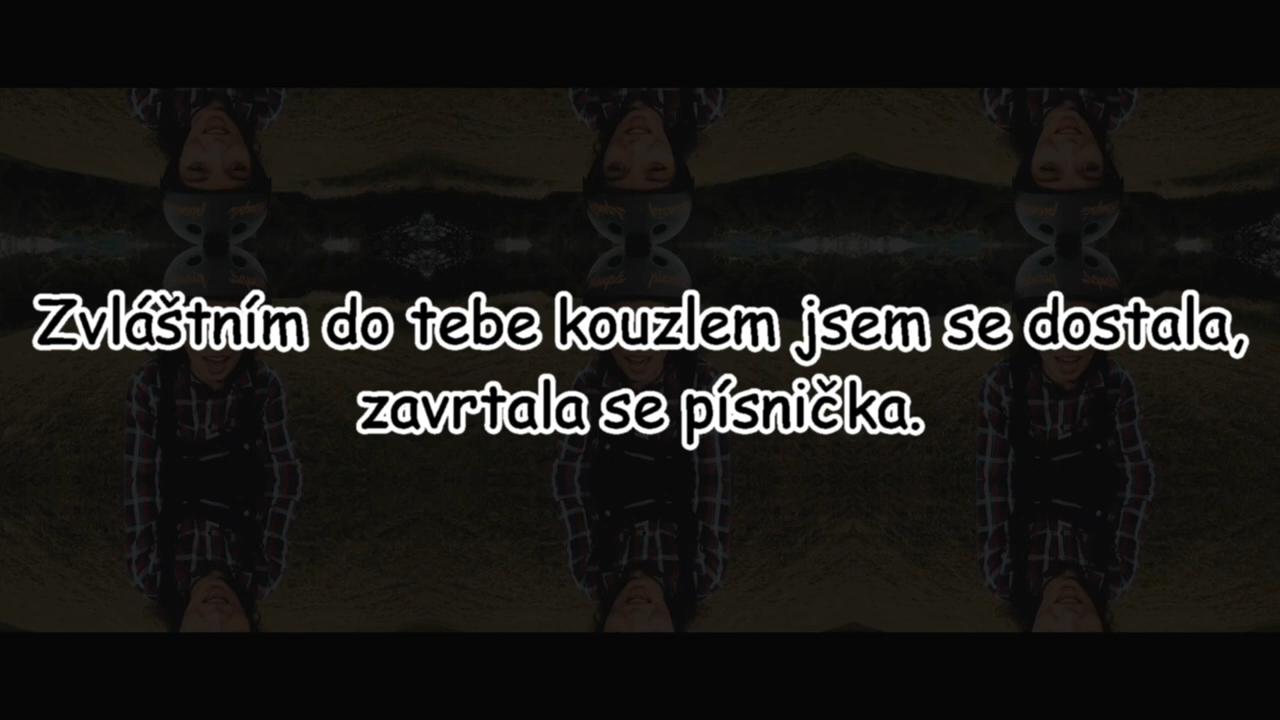 Zvláštním do tebe kouzlem jsem se dostala,
zavrtala se písnička.